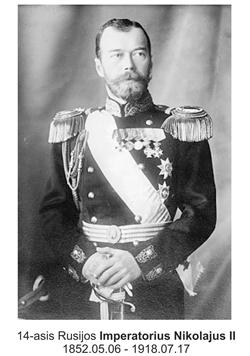 14-asis Rusijos Imperatorius Nikolajus II
1852.05.06 - 1918.07.17